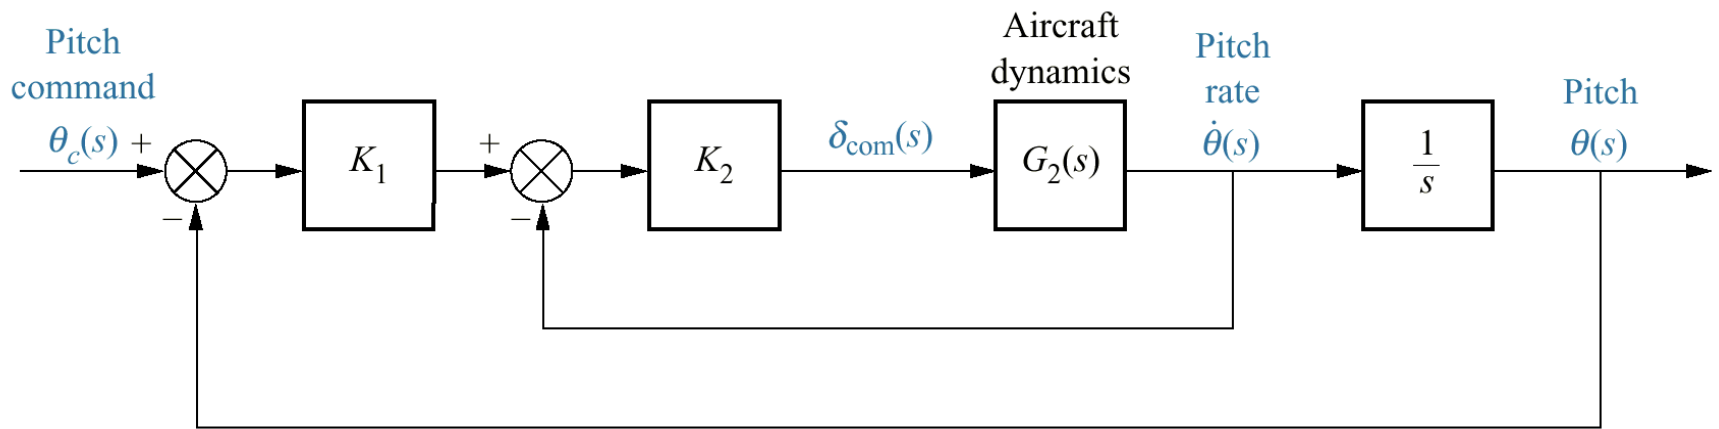 Pitch
command
θc(s) +
−
K1
+
−
K2
δcom(s)
Aircraft
dynamics
G2(s)
Pitch
rate
θ̇(s)
1
s
Pitch
θ(s)